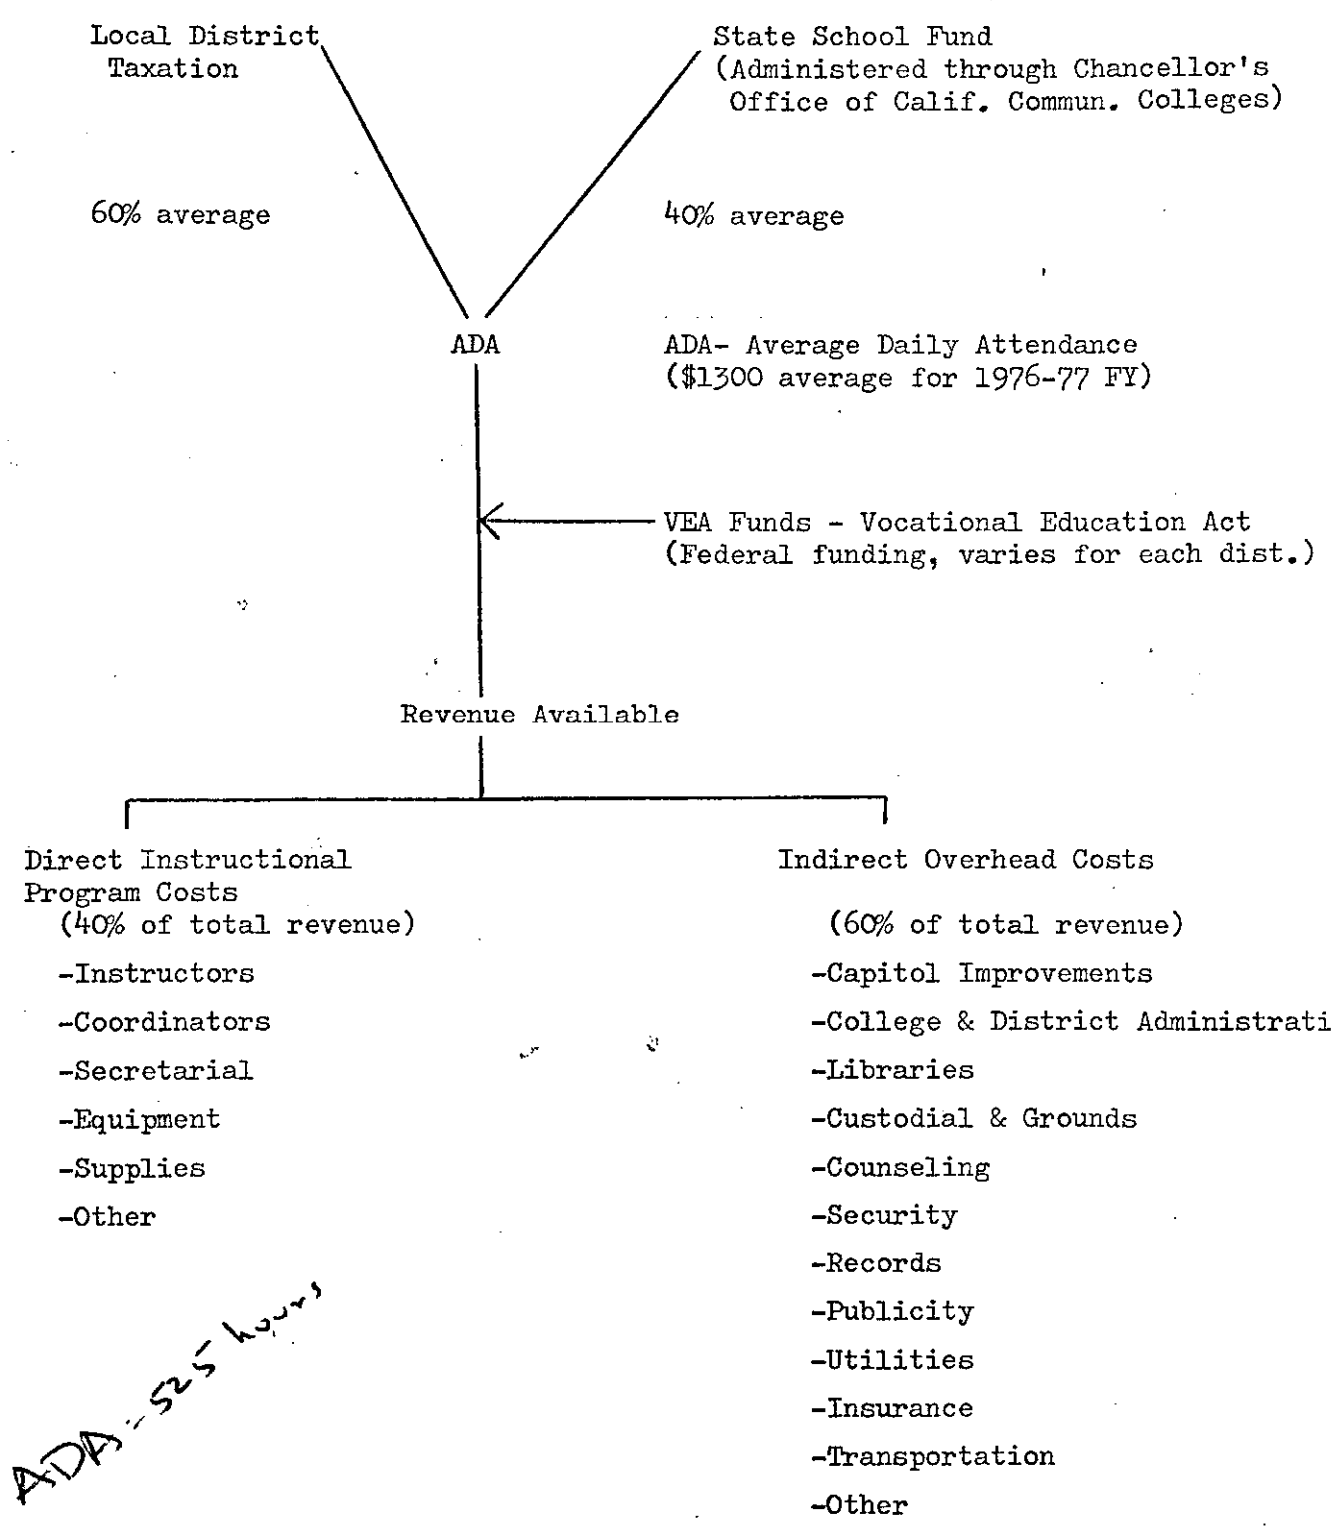 Local District
Taxation
State School Fund
(Administered through Chancellor's
Office of Calif. Commun. Colleges)
60% average
40% average
ADA
ADA- Average Daily Attendance
($1300 average for 1976-77 FY)
VEA Funds - Vocational Education Act
(Federal funding, varies for each dist.)
Revenue Available
Direct Instructional
Program Costs
(40% of total revenue)
-Instructors
-Coordinators
-Secretarial
-Equipment
-Supplies
-Other
Indirect Overhead Costs
(60% of total revenue)
-Capitol Improvements
-College & District Administrati
-Libraries
-Custodial & Grounds
-Counseling
-Security
-Records
-Publicity
-Utilities
-Insurance
-Transportation
-Other
ADA - 525 hours